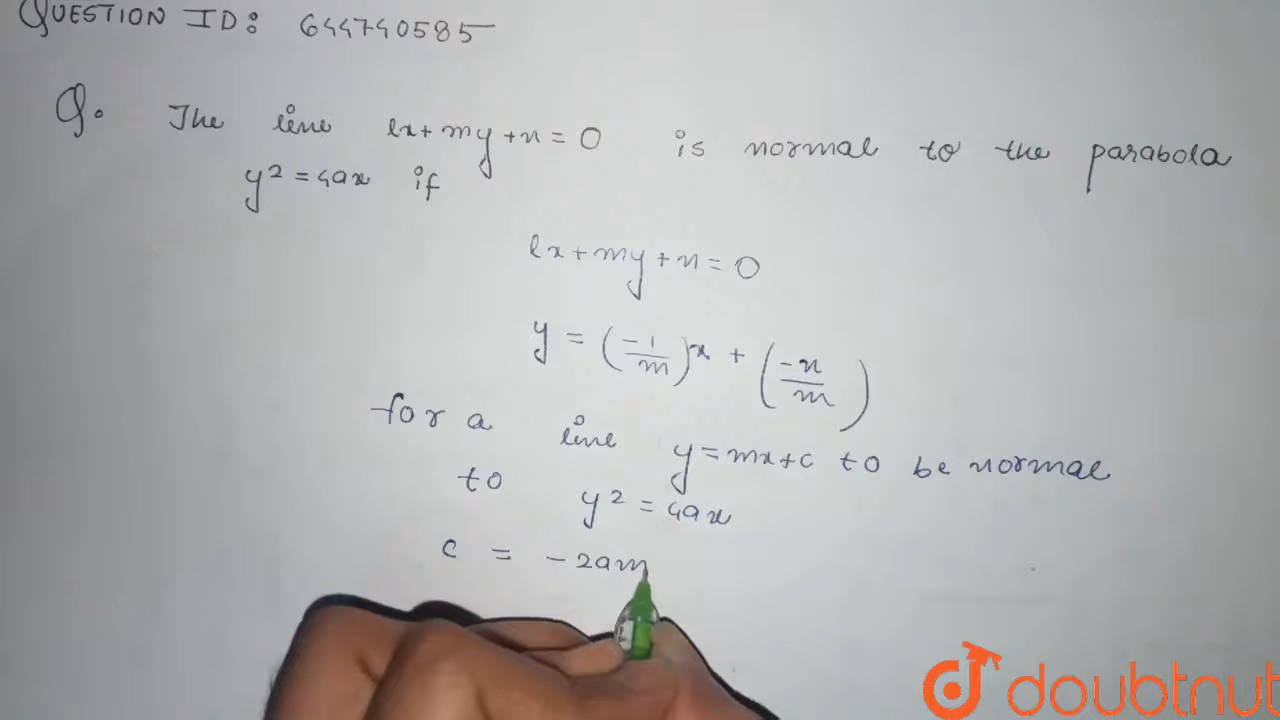 QUESTION ID: 644740585
Q. The line lx+my+n=0 is normal to the parabola
y² = 4ax if
lx+my+n=0
y = (-l/m)x + (-n/m)
for a line y=mx+c to be normal
to y² = 4ax
c = -2am
doubtnut